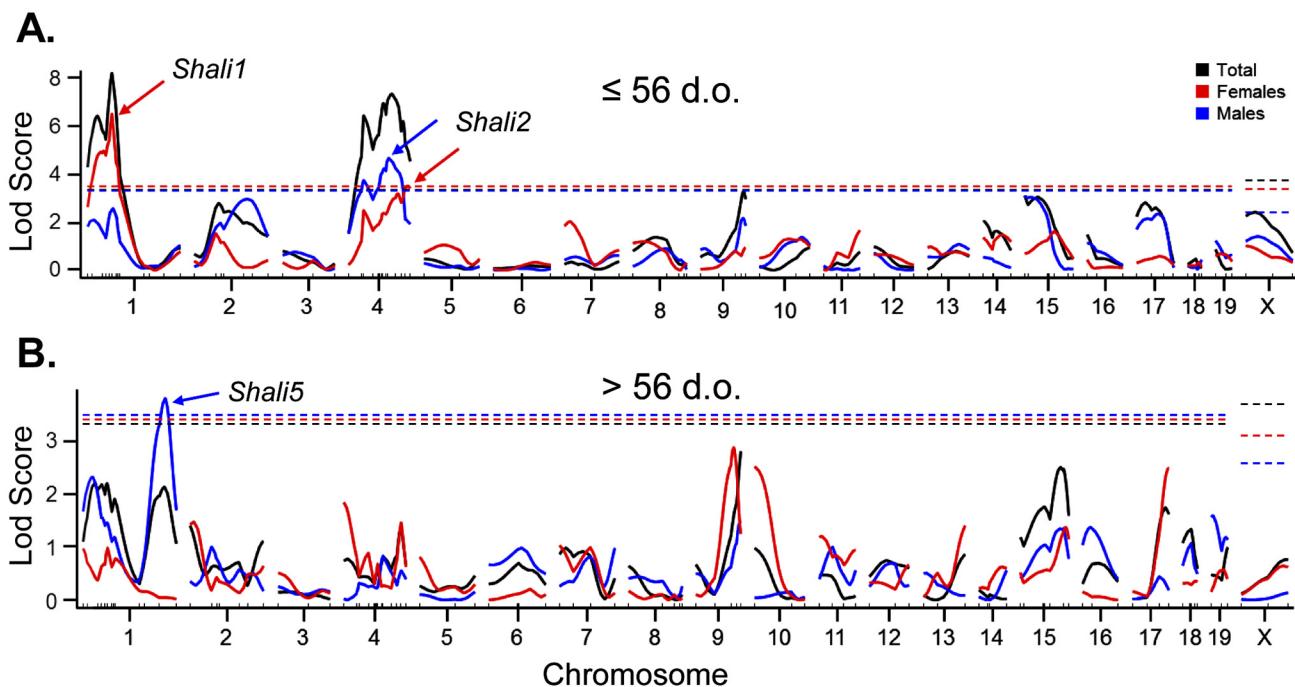 A.
Shali1
≤ 56 d.o.
Total
Females
Males
Shali2
Lod Score
8
6
4
2
0
1 2 3 4 5 6 7 8 9 10 11 12 13 14 15 16 17 18 19 X
B.
Shali5
> 56 d.o.
Lod Score
3
2
1
0
1 2 3 4 5 6 7 8 9 10 11 12 13 14 15 16 17 18 19 X
Chromosome